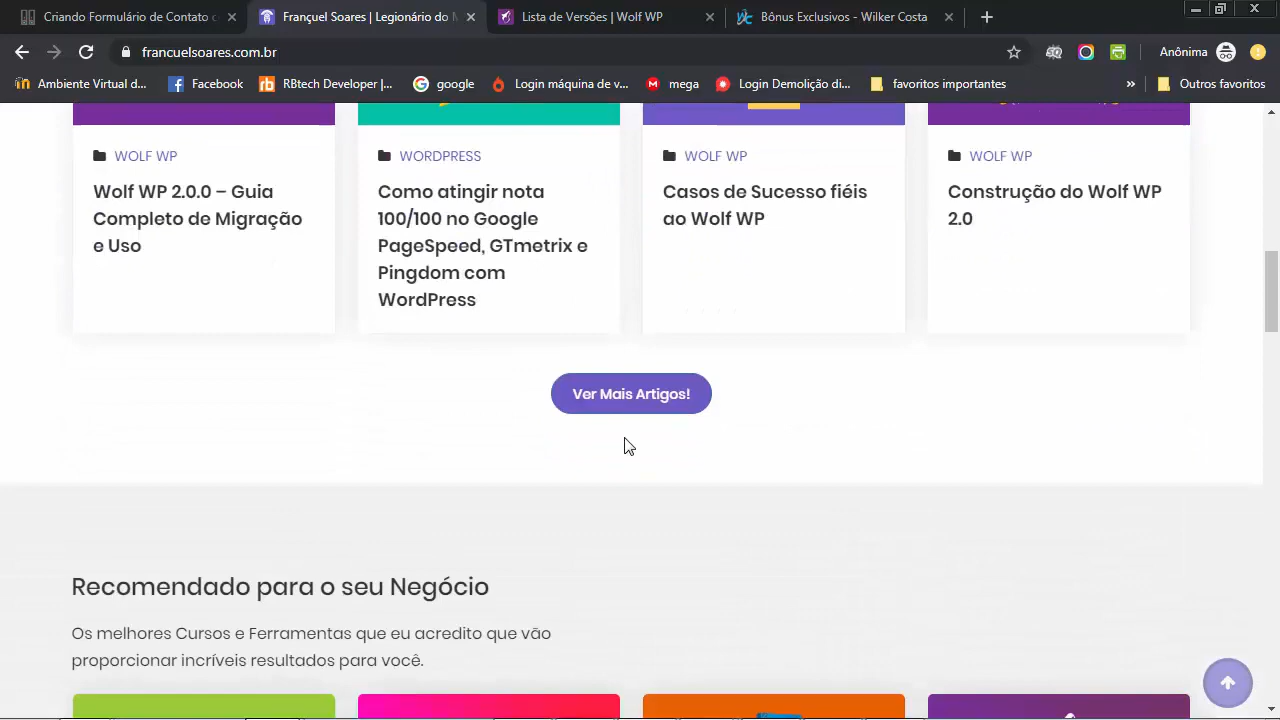 Criando Formulário de Contato c
Françuel Soares | Legionário do M
Lista de Versões | Wolf WP
Bônus Exclusivos - Wilker Costa
francuelsoares.com.br
Anônima
Ambiente Virtual d...
Facebook
RBtech Developer |...
google
Login máquina de v...
mega
Login Demolição di...
favoritos importantes
»
Outros favoritos
WOLF WP
WORDPRESS
WOLF WP
WOLF WP
Wolf WP 2.0.0 – Guia
Completo de Migração
e Uso
Como atingir nota
100/100 no Google
PageSpeed, GTmetrix e
Pingdom com
WordPress
Casos de Sucesso fiéis
ao Wolf WP
Construção do Wolf WP
2.0
Ver Mais Artigos!
Recomendado para o seu Negócio
Os melhores Cursos e Ferramentas que eu acredito que vão
proporcionar incríveis resultados para você.